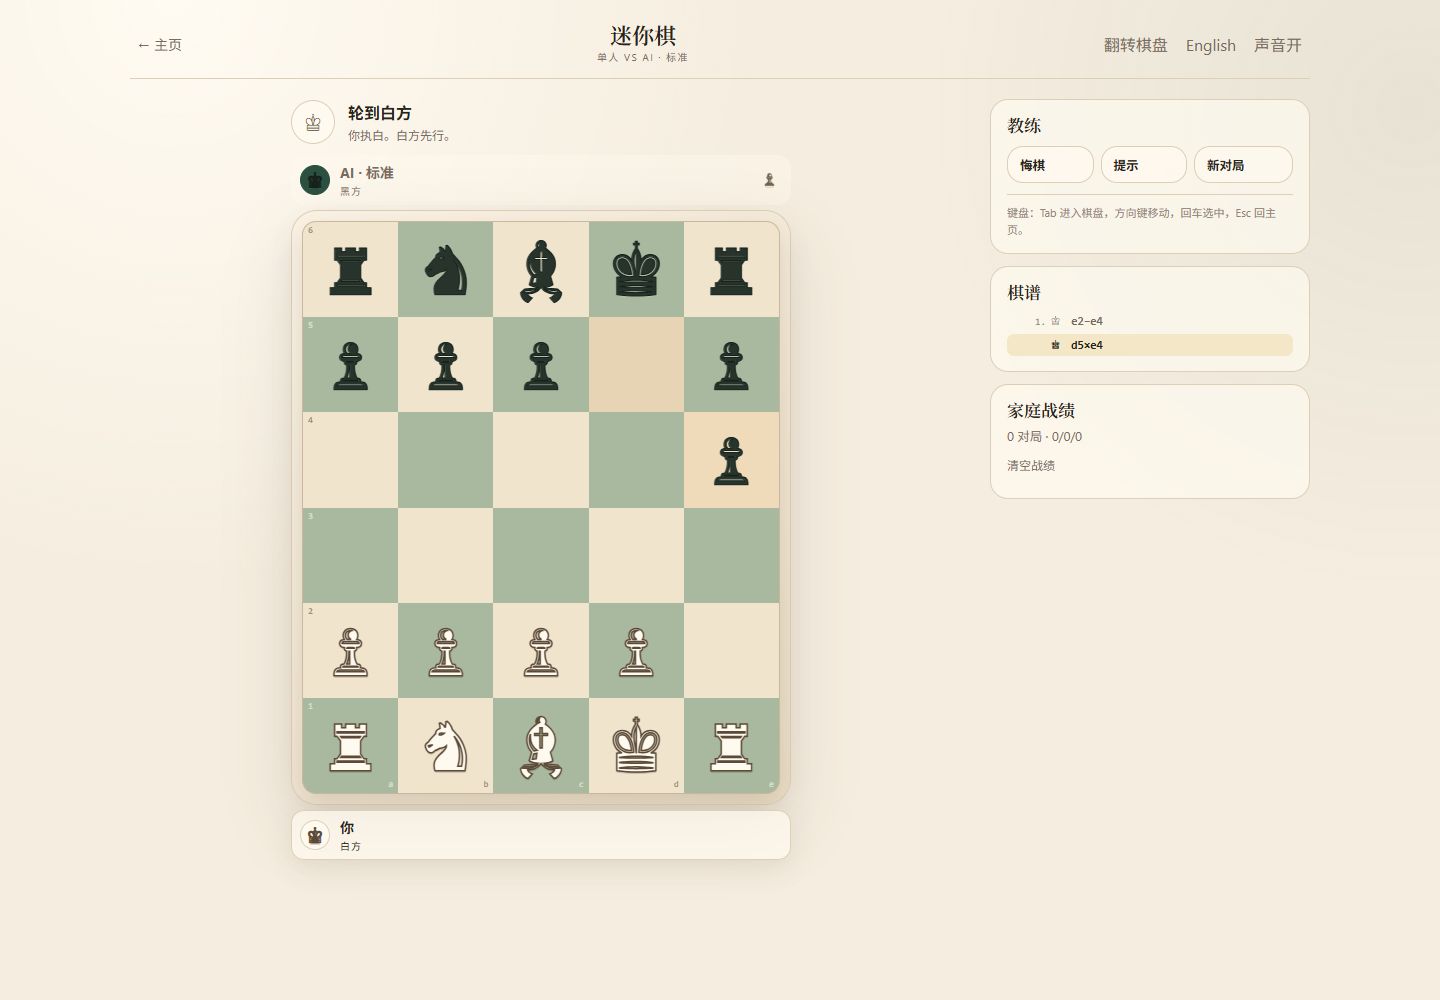 ← 主页
迷你棋
单人 VS AI · 标准
翻转棋盘 English 声音开
轮到白方
你执白。白方先行。
AI · 标准
黑方
6
5
4
3
2
1
a b c d e
你
白方
教练
悔棋 提示 新对局
键盘：Tab 进入棋盘，方向键移动，回车选中，Esc 回主
页。
棋谱
1. ♔ e2–e4
♚ d5×e4
家庭战绩
0 对局 · 0/0/0
清空战绩